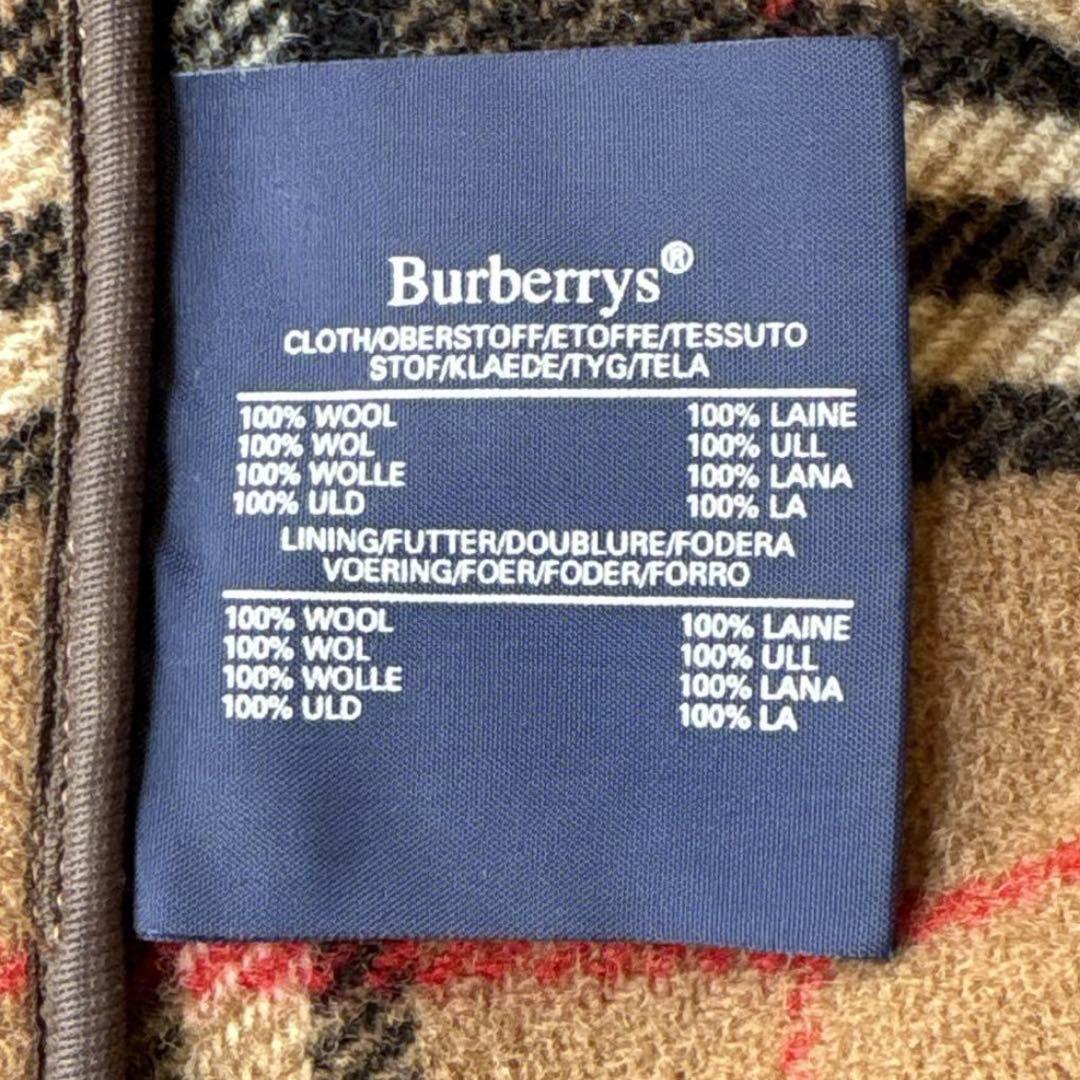 Burberrys®
CLOTH/OBERSTOFF/ETOFFE/TESSUTO
STOF/KLAEDE/TYG/TELA
100% WOOL 100% LAINE
100% WOL 100% ULL
100% WOLLE 100% LANA
100% ULD 100% LA
LINING/FUTTER/DOUBLURE/FODERA
VOERING/FOER/FODER/FORRO
100% WOOL 100% LAINE
100% WOL 100% ULL
100% WOLLE 100% LANA
100% ULD 100% LA